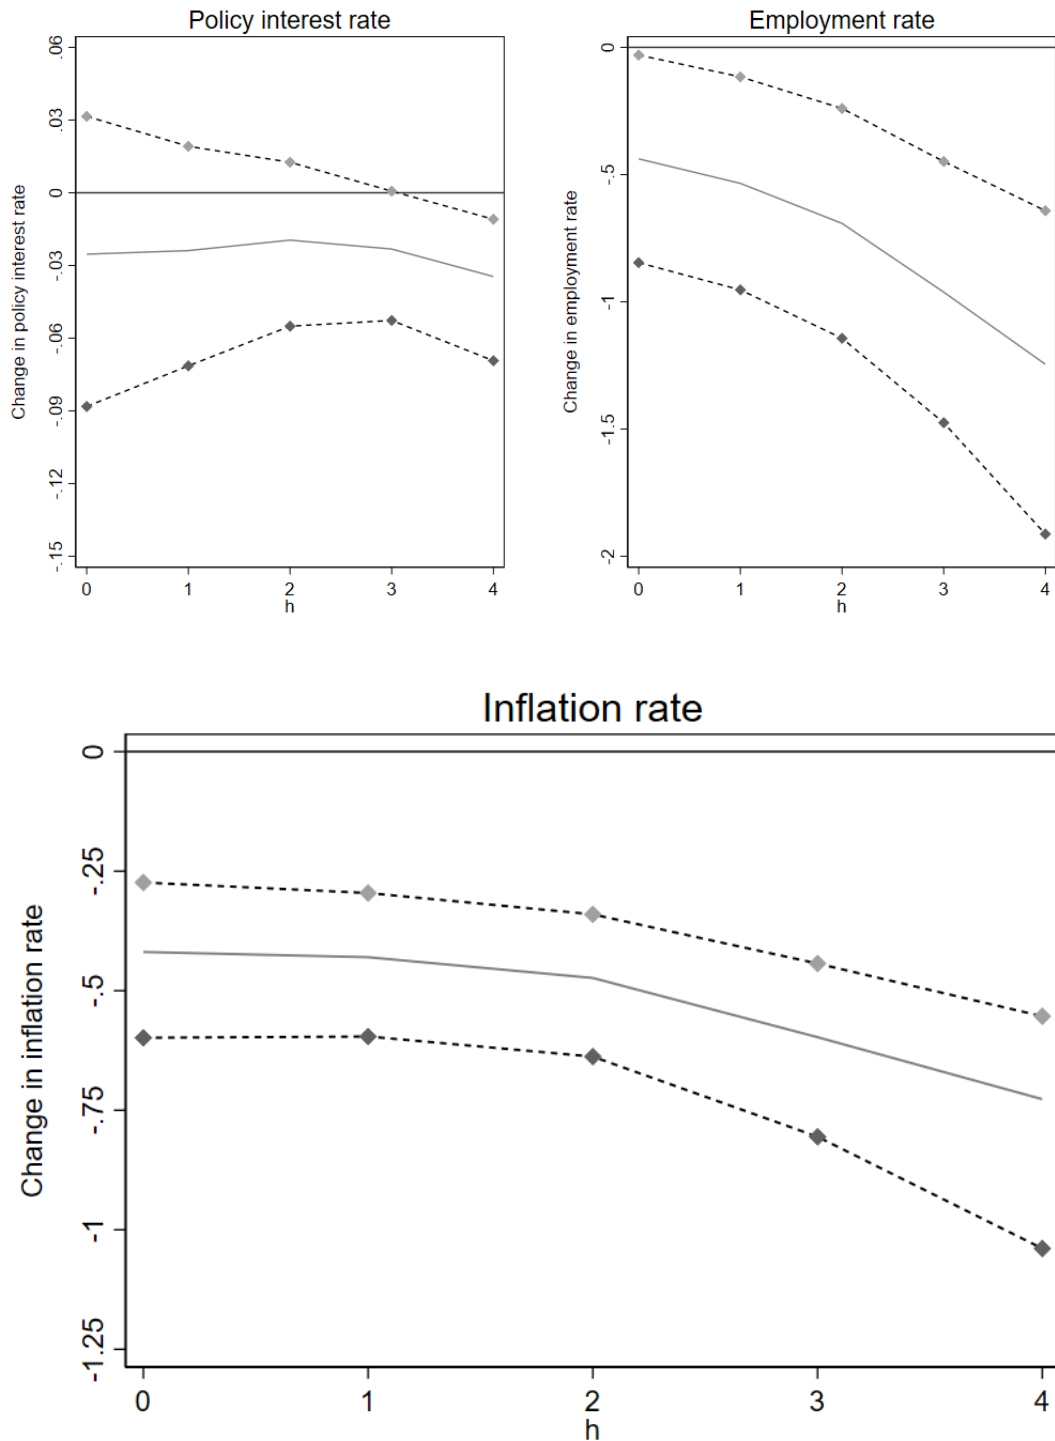 Policy interest rate
Change in policy interest rate
.06
.03
0
-.03
-.06
-.09
-.12
-.15
0 1 2 3 4
h
Employment rate
Change in employment rate
0
-.5
-1
-1.5
-2
0 1 2 3 4
h
Inflation rate
Change in inflation rate
0
-.25
-.5
-.75
-1
-1.25
0 1 2 3 4
h